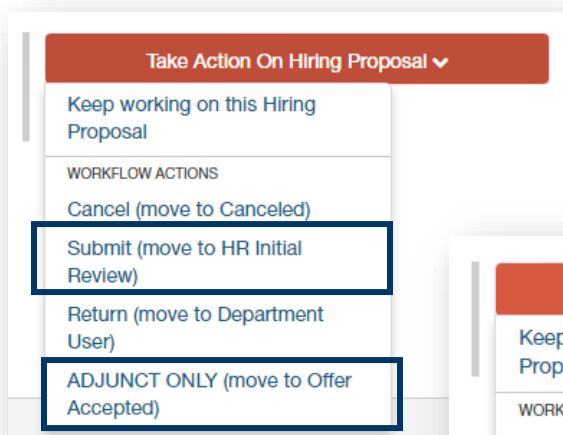 Take Action On Hiring Proposal
Keep working on this Hiring
Proposal
WORKFLOW ACTIONS
Cancel (move to Canceled)
Submit (move to HR Initial
Review)
Return (move to Department
User)
ADJUNCT ONLY (move to Offer
Accepted)
Keep
Prop
WORK